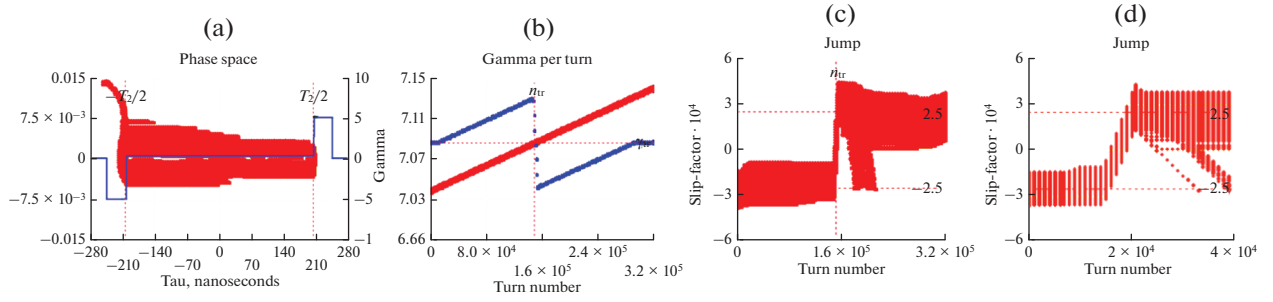 (a)
Phase space
0.015
7.5 × 10⁻³
0
−7.5 × 10⁻³
−0.015
−T₂/2
T₂/2
10
5
0
−5
−1
Gamma
−280
−210
−140
−70
0
70
140
210
280
Tau, nanoseconds
(b)
Gamma per turn
7.15
7.11
7.07
7.03
6.66
n_tr
γ_tr
0
8.0 × 10⁴
1.6 × 10⁵
2.4 × 10⁵
3.2 × 10⁵
Turn number
(c)
Jump
Slip-factor · 10⁴
6
3
0
−3
−6
n_tr
2.5
−2.5
0
1.6 × 10⁵
3.2 × 10⁵
Turn number
(d)
Jump
Slip-factor · 10⁴
6
3
0
−3
−6
2.5
−2.5
0
2 × 10⁴
4 × 10⁴
Turn number